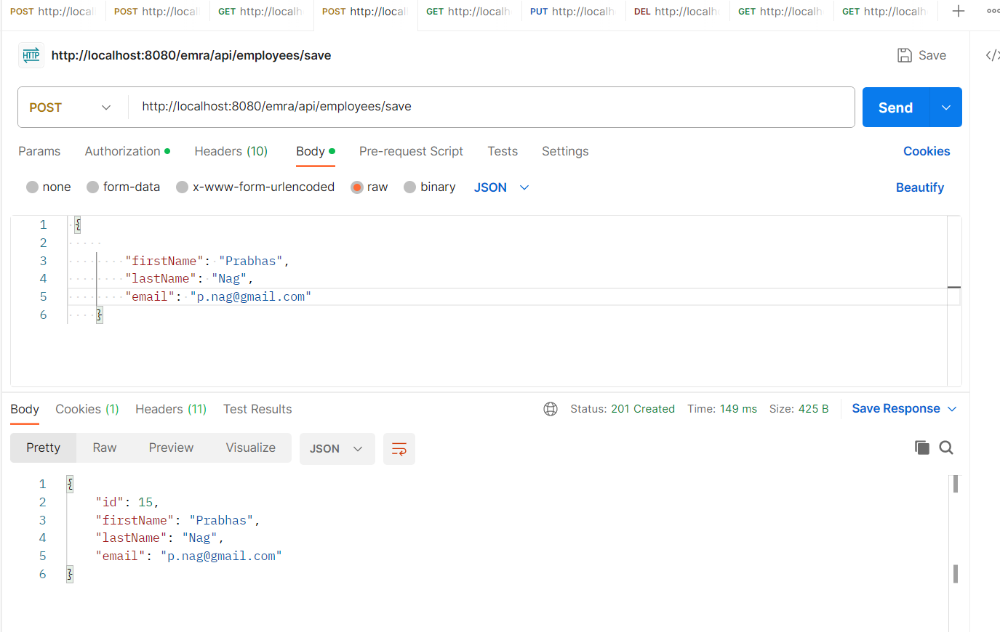 POST http://local POST http://local GET http://localh POST http://local GET http://localh PUT http://localh DEL http://localh GET http://localh GET http://localh
HTTP http://localhost:8080/emra/api/employees/save Save </>
POST http://localhost:8080/emra/api/employees/save Send
Params Authorization Headers (10) Body Pre-request Script Tests Settings Cookies
none form-data x-www-form-urlencoded raw binary JSON Beautify
1 {
2
3 "firstName": "Prabhas",
4 "lastName": "Nag",
5 "email": "p.nag@gmail.com"
6 }
Body Cookies (1) Headers (11) Test Results Status: 201 Created Time: 149 ms Size: 425 B Save Response
Pretty Raw Preview Visualize JSON
1 {
2 "id": 15,
3 "firstName": "Prabhas",
4 "lastName": "Nag",
5 "email": "p.nag@gmail.com"
6 }